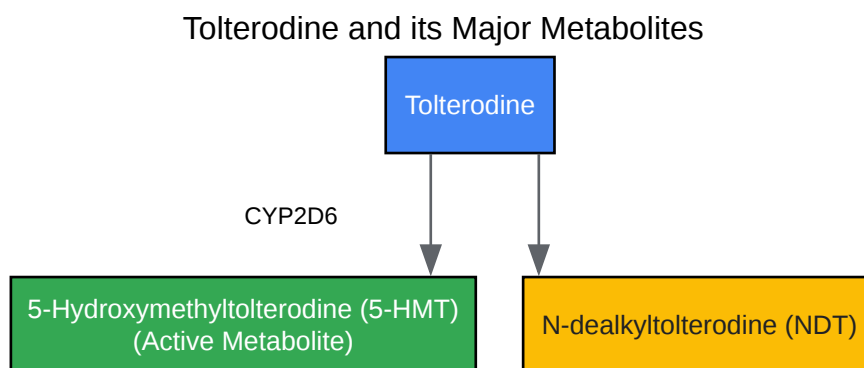 Tolterodine and its Major Metabolites
Tolterodine
CYP2D6
5-Hydroxymethyltolterodine (5-HMT)
(Active Metabolite)
N-dealkyltolterodine (NDT)